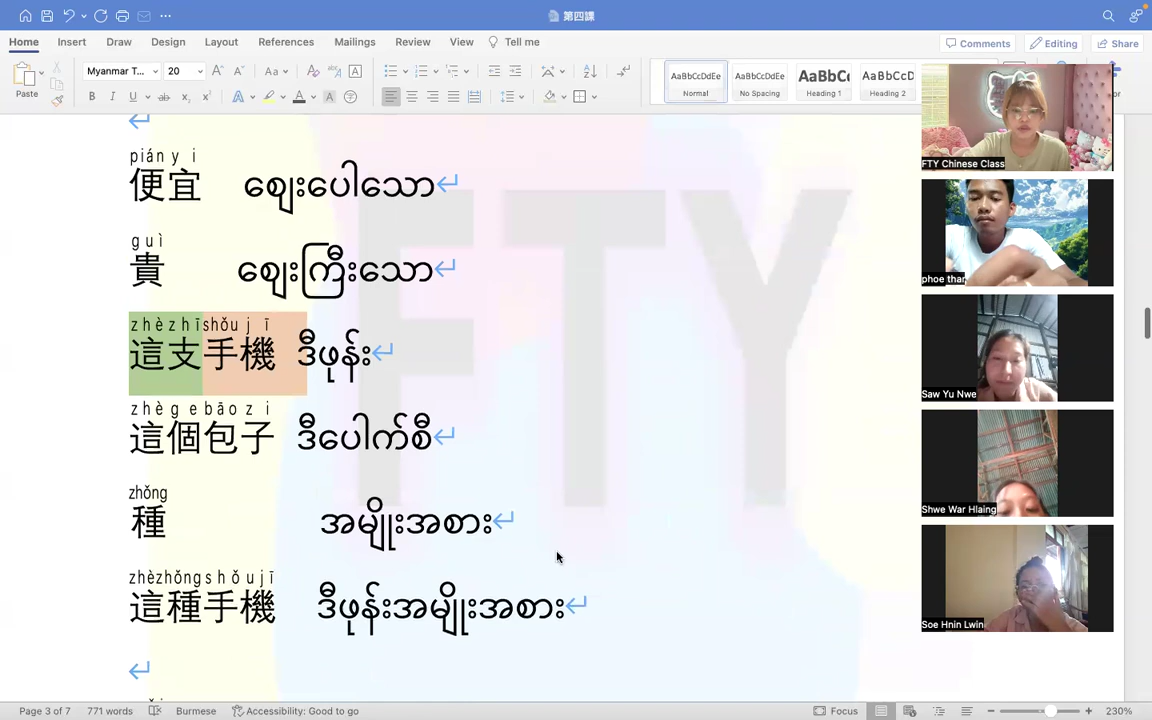 第四課
Home Insert Draw Design Layout References Mailings Review View Tell me Comments Editing Share
Paste
Myanmar T... 20
Aa
B I U ab x₂ x²
AaBbCcDdEe Normal
AaBbCcDdEe No Spacing
AaBbCc Heading 1
AaBbCcD Heading 2
FTY
pián y i
便宜 ဈေးပေါသော
guì
貴 ဈေးကြီးသော
zhè zhī shǒu j ī
這支手機 ဒီဖုန်း
zhè g e bāo z i
這個包子 ဒီပေါက်စီ
zhǒng
種 အမျိုးအစား
zhèzhǒng s h ǒ u j ī
這種手機 ဒီဖုန်းအမျိုးအစား
FTY Chinese Class
phoe thar
Saw Yu Nwe
Shwe War Hlaing
Soe Hnin Lwin
Page 3 of 7 771 words Burmese Accessibility: Good to go Focus 230%